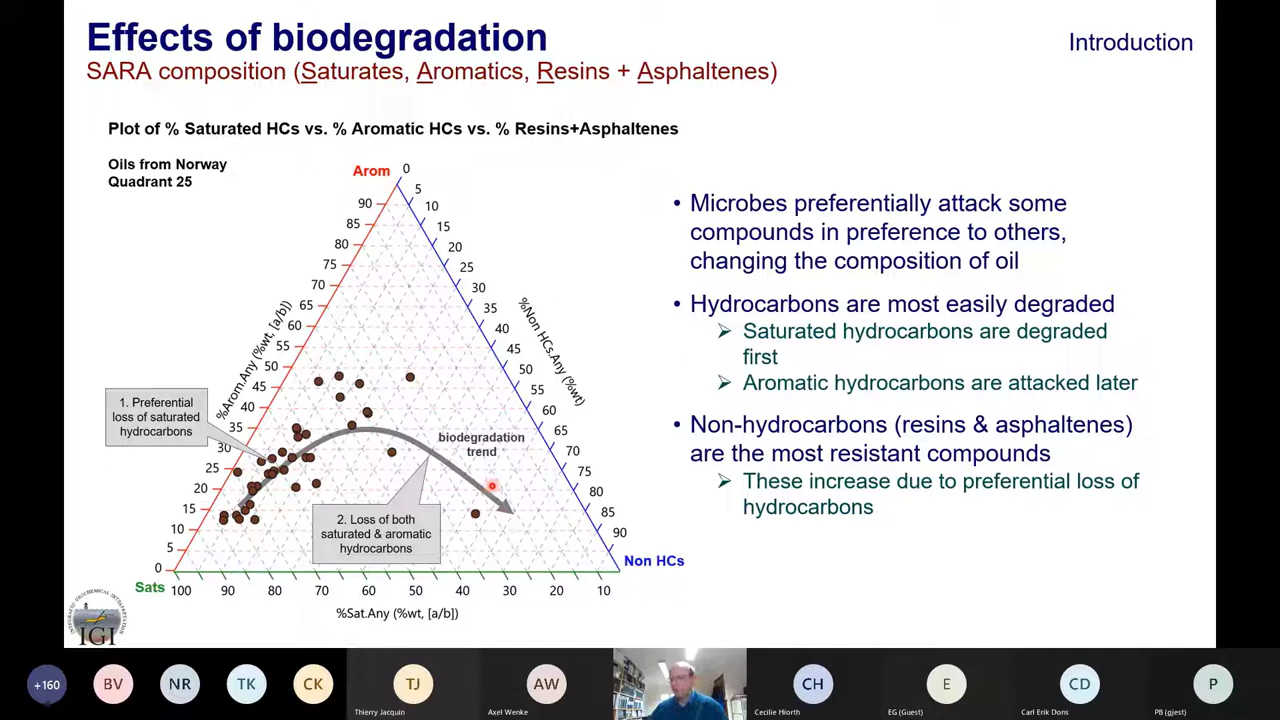 Effects of biodegradation
Introduction
SARA composition (Saturates, Aromatics, Resins + Asphaltenes)
Plot of % Saturated HCs vs. % Aromatic HCs vs. % Resins+Asphaltenes
Oils from Norway
Quadrant 25
Arom
0
5
10
15
20
25
30
35
40
45
50
55
60
65
70
75
80
85
90
90
85
80
75
70
65
60
55
50
45
40
35
30
25
20
15
10
5
0
%Arom.Any (%wt, [a/b])
%Non HCs.Any (%wt)
1. Preferential
loss of saturated
hydrocarbons
biodegradation
trend
2. Loss of both
saturated & aromatic
hydrocarbons
Non HCs
Sats
100 90 80 70 60 50 40 30 20 10
%Sat.Any (%wt, [a/b])
• Microbes preferentially attack some
compounds in preference to others,
changing the composition of oil
• Hydrocarbons are most easily degraded
Saturated hydrocarbons are degraded
first
Aromatic hydrocarbons are attacked later
• Non-hydrocarbons (resins & asphaltenes)
are the most resistant compounds
These increase due to preferential loss of
hydrocarbons
INTEGRATED GEOCHEMICAL INTERPRETATION
IGI
+160 BV NR TK CK TJ AW CH E CD P
Thierry Jacquin
Axel Wenke
Cecilie Hiorth
EG (Guest)
Carl Erik Dons
PB (gjest)